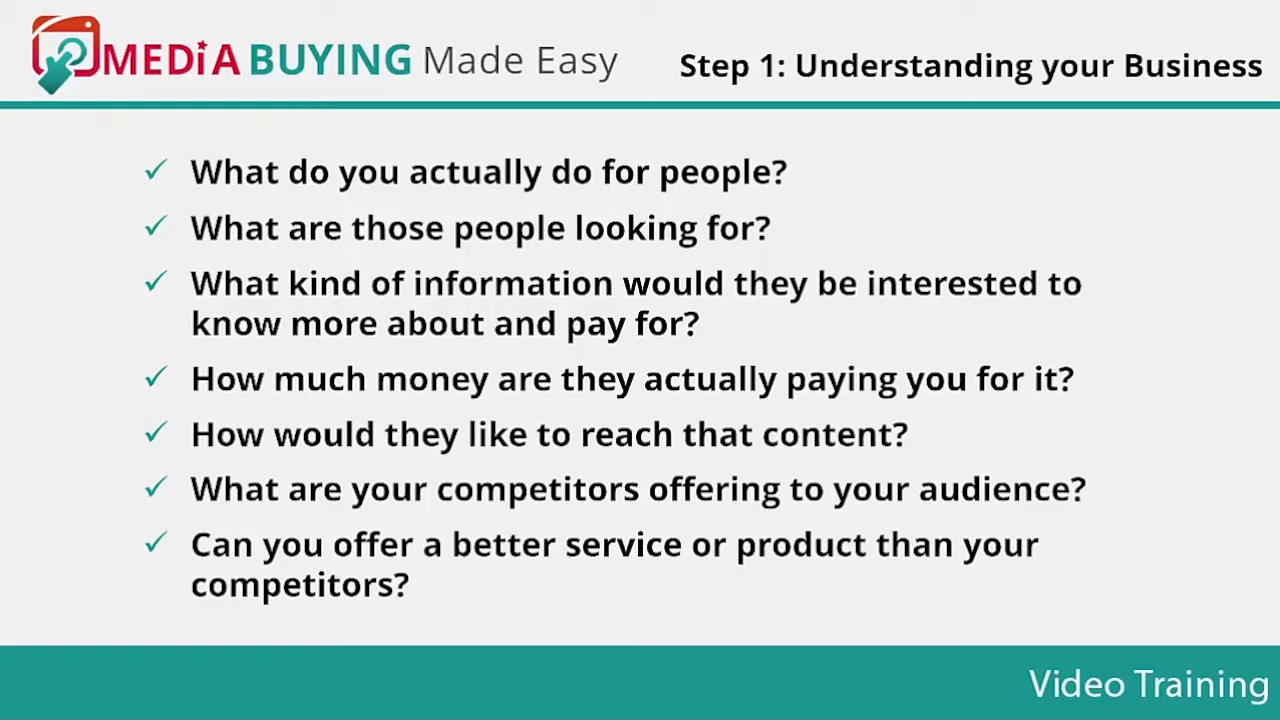 MEDIA BUYING Made Easy
Step 1: Understanding your Business
✓ What do you actually do for people?
✓ What are those people looking for?
✓ What kind of information would they be interested to
know more about and pay for?
✓ How much money are they actually paying you for it?
✓ How would they like to reach that content?
✓ What are your competitors offering to your audience?
✓ Can you offer a better service or product than your
competitors?
Video Training